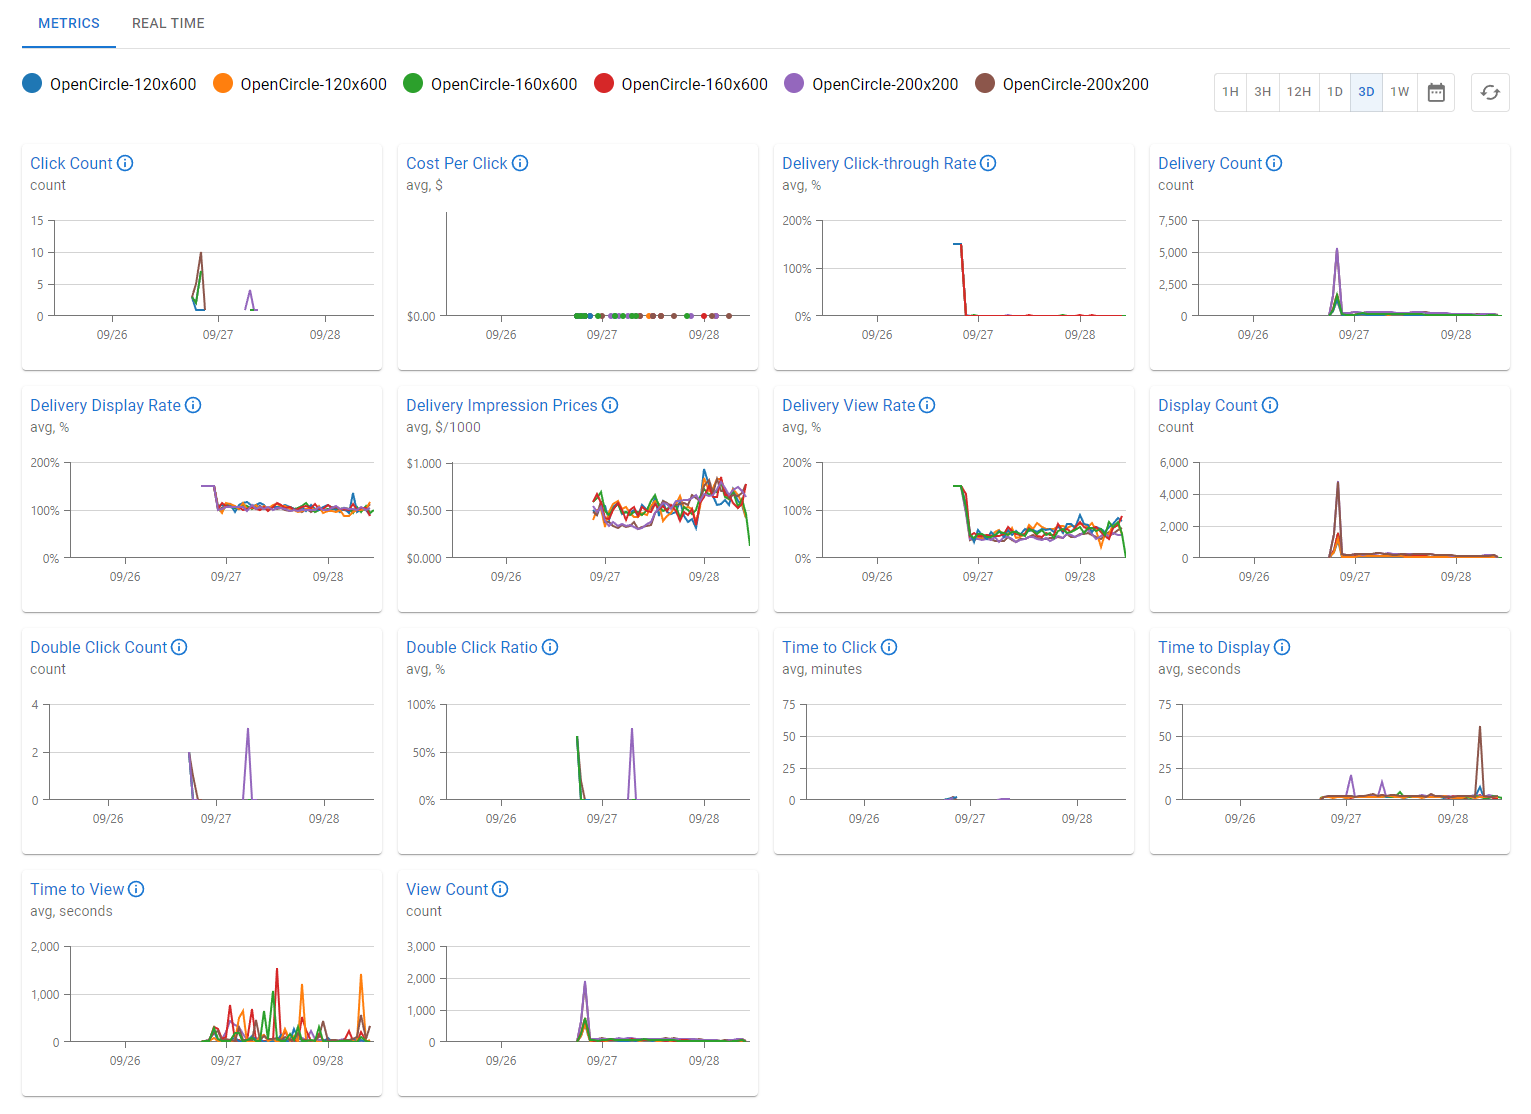 METRICS REAL TIME
OpenCircle-120x600 OpenCircle-120x600 OpenCircle-160x600 OpenCircle-160x600 OpenCircle-200x200 OpenCircle-200x200
1H 3H 12H 1D 3D 1W
Click Count
count
15
10
5
0
09/26 09/27 09/28
Cost Per Click
avg, $
$0.00
09/26 09/27 09/28
Delivery Click-through Rate
avg, %
200%
100%
0%
09/26 09/27 09/28
Delivery Count
count
7,500
5,000
2,500
0
09/26 09/27 09/28
Delivery Display Rate
avg, %
200%
100%
0%
09/26 09/27 09/28
Delivery Impression Prices
avg, $/1000
$1.000
$0.500
$0.000
09/26 09/27 09/28
Delivery View Rate
avg, %
200%
100%
0%
09/26 09/27 09/28
Display Count
count
6,000
4,000
2,000
0
09/26 09/27 09/28
Double Click Count
count
4
2
0
09/26 09/27 09/28
Double Click Ratio
avg, %
100%
50%
0%
09/26 09/27 09/28
Time to Click
avg, minutes
75
50
25
0
09/26 09/27 09/28
Time to Display
avg, seconds
75
50
25
0
09/26 09/27 09/28
Time to View
avg, seconds
2,000
1,000
0
09/26 09/27 09/28
View Count
count
3,000
2,000
1,000
0
09/26 09/27 09/28